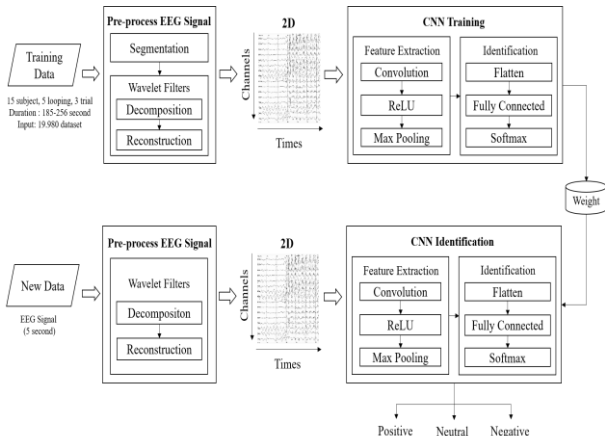 Pre-process EEG Signal
2D
CNN Training
Training
Data
15 subject, 5 looping, 3 trial
Duration : 185-256 second
Input: 19.980 dataset
Segmentation
Wavelet Filters
Decomposition
Reconstruction
Channels
Times
Feature Extraction
Convolution
ReLU
Max Pooling
Identification
Flatten
Fully Connected
Softmax
Weight
Pre-process EEG Signal
2D
CNN Identification
New Data
EEG Signal
(5 second)
Wavelet Filters
Decompositon
Reconstruction
Channels
Times
Feature Extraction
Convolution
ReLU
Max Pooling
Identification
Flatten
Fully Connected
Softmax
Positive
Neutral
Negative